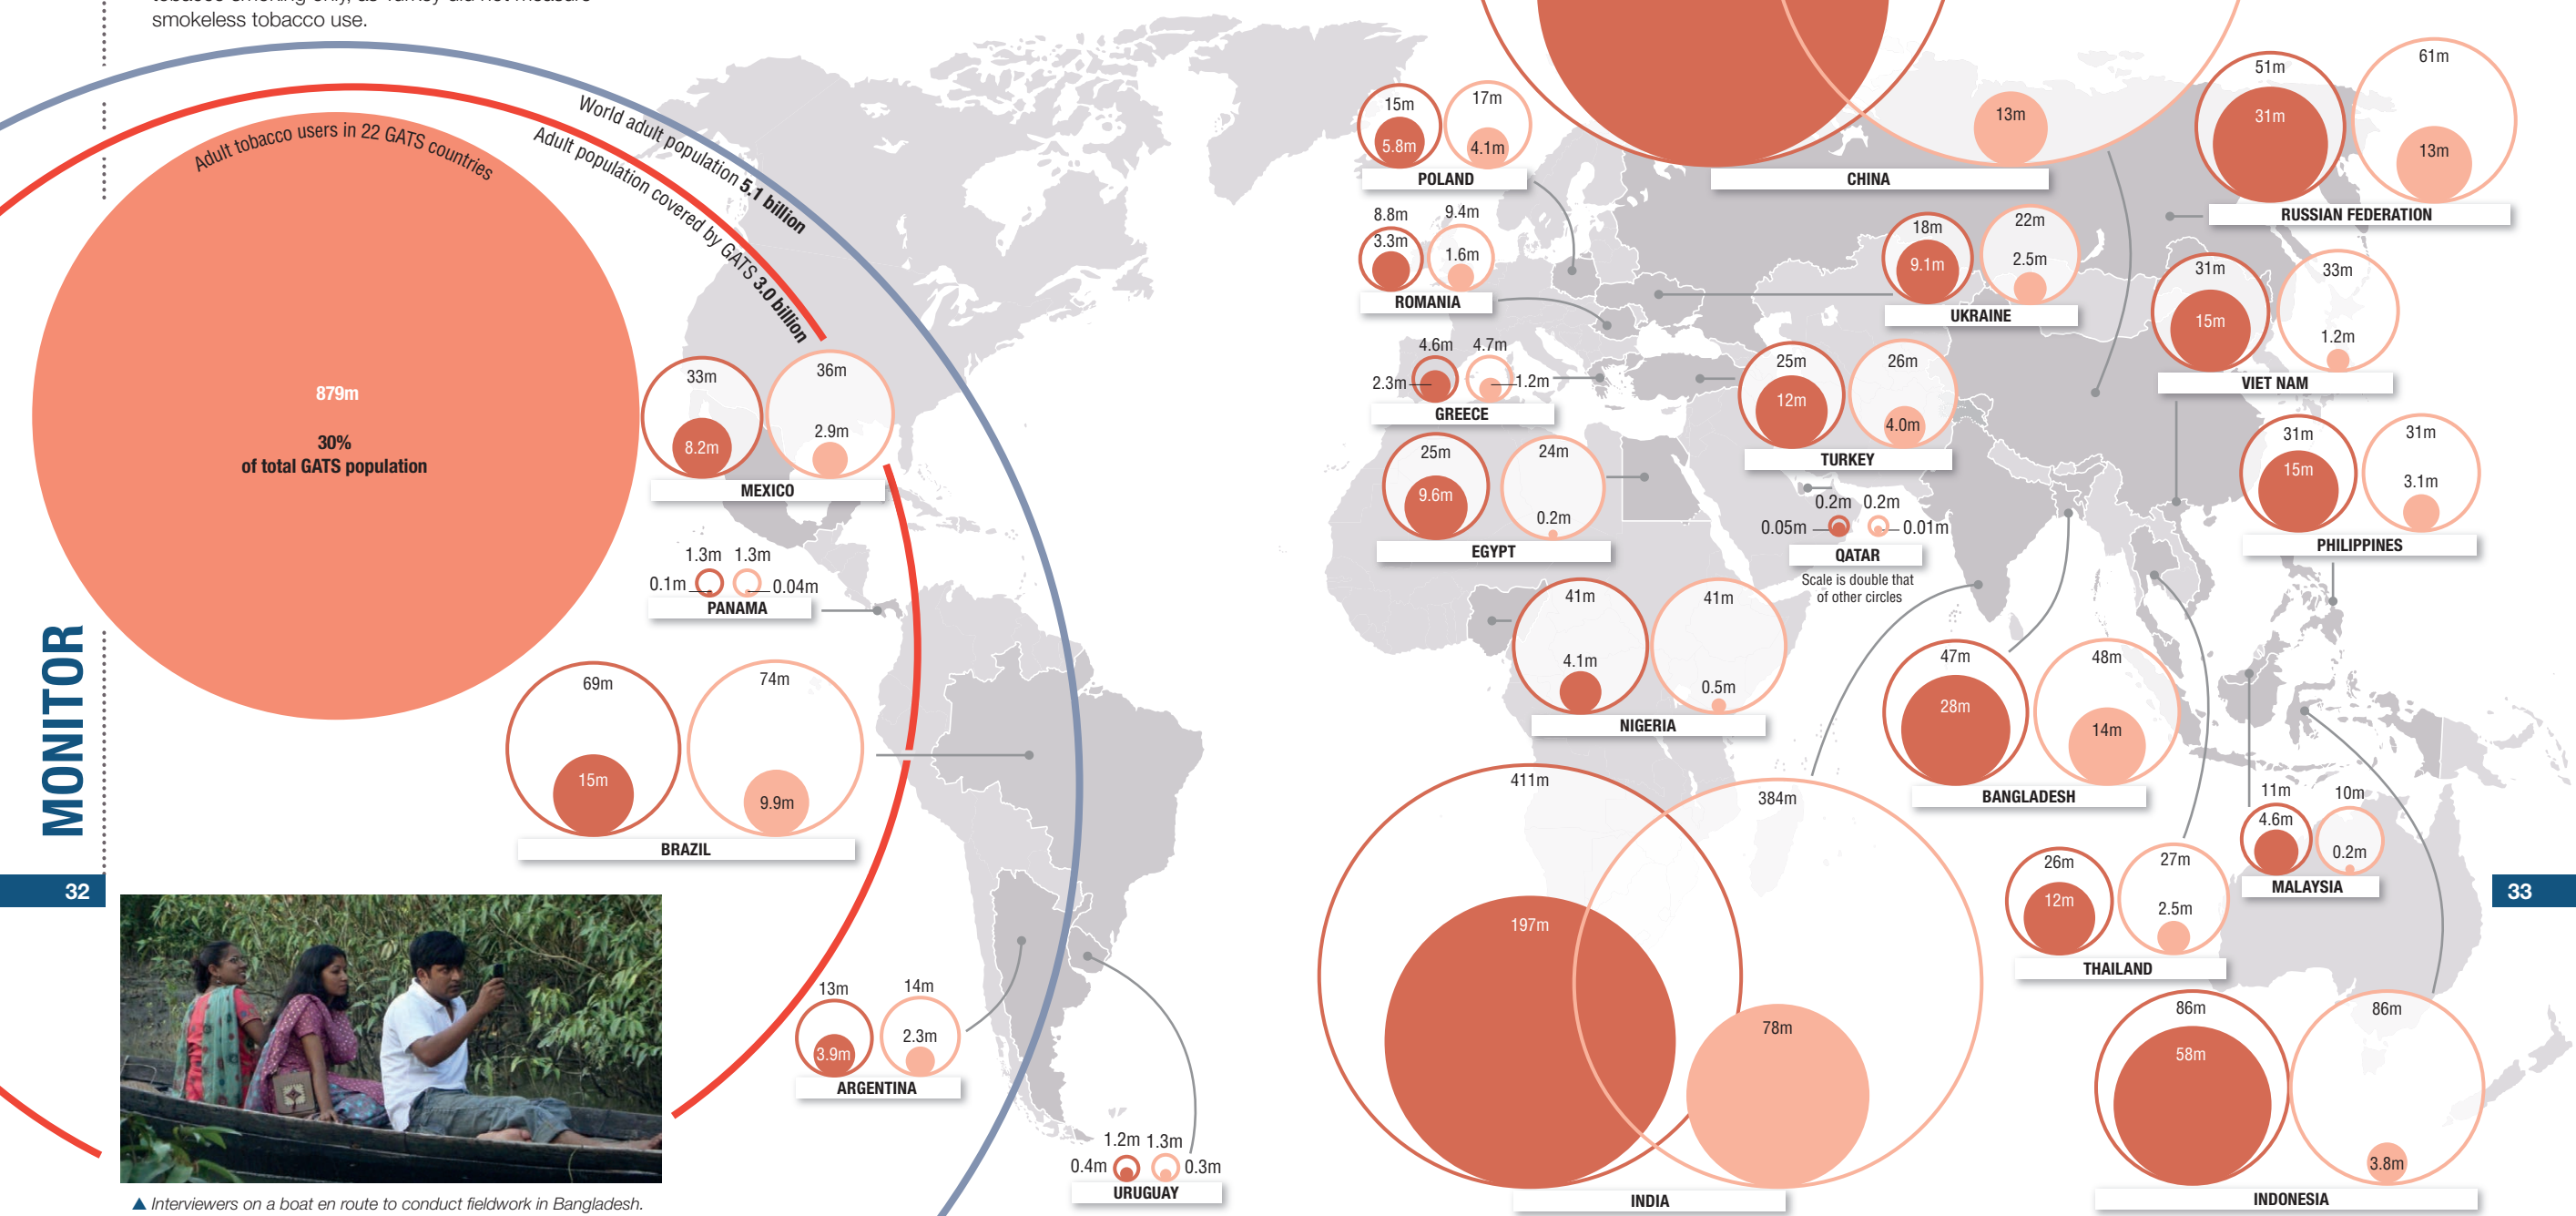 smokeless tobacco use.
World adult population 5.1 billion
Adult population covered by GATS 3.0 billion
Adult tobacco users in 22 GATS countries
879m
30%
of total GATS population
33m
36m
8.2m
2.9m
MEXICO
1.3m 1.3m
0.1m
0.04m
PANAMA
69m
74m
15m
9.9m
BRAZIL
13m
14m
3.9m
2.3m
ARGENTINA
1.2m 1.3m
0.4m
0.3m
URUGUAY
MONITOR
32
▲ Interviewers on a boat en route to conduct fieldwork in Bangladesh.
15m
17m
5.8m
4.1m
POLAND
8.8m
9.4m
3.3m
1.6m
ROMANIA
4.6m
4.7m
2.3m
1.2m
GREECE
25m
24m
9.6m
0.2m
EGYPT
41m
41m
4.1m
0.5m
NIGERIA
411m
384m
197m
78m
INDIA
13m
CHINA
18m
22m
9.1m
2.5m
UKRAINE
25m
26m
12m
4.0m
TURKEY
0.2m 0.2m
0.05m
0.01m
QATAR
Scale is double that
of other circles
47m
48m
28m
14m
BANGLADESH
51m
61m
31m
13m
RUSSIAN FEDERATION
31m
33m
15m
1.2m
VIET NAM
31m
31m
15m
3.1m
PHILIPPINES
11m
10m
4.6m
0.2m
MALAYSIA
26m
27m
12m
2.5m
THAILAND
86m
86m
58m
3.8m
INDONESIA
33